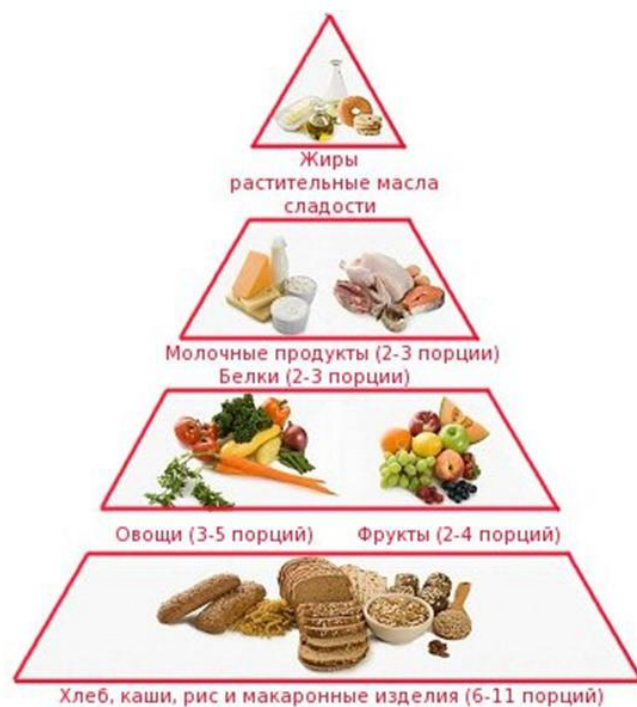 Жиры
растительные масла
сладости
Молочные продукты (2-3 порции)
Белки (2-3 порции)
Овощи (3-5 порций) Фрукты (2-4 порции)
Хлеб, каши, рис и макаронные изделия (6-11 порций)